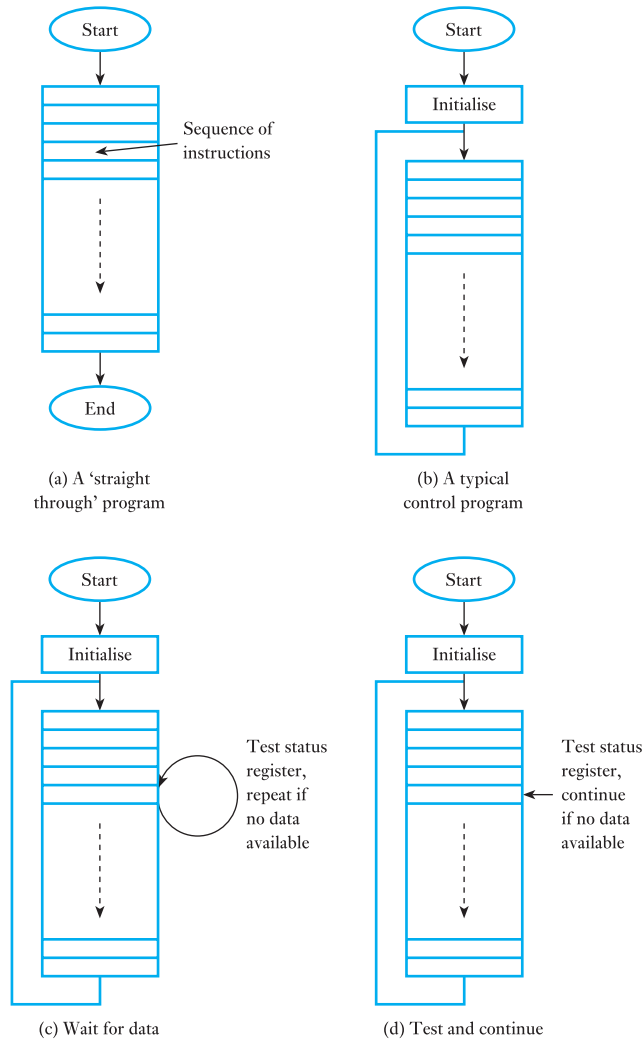 Start
Sequence of
instructions
End
(a) A ‘straight
through’ program
Start
Initialise
(b) A typical
control program
Start
Initialise
Test status
register,
repeat if
no data
available
(c) Wait for data
Start
Initialise
Test status
register,
continue
if no data
available
(d) Test and continue